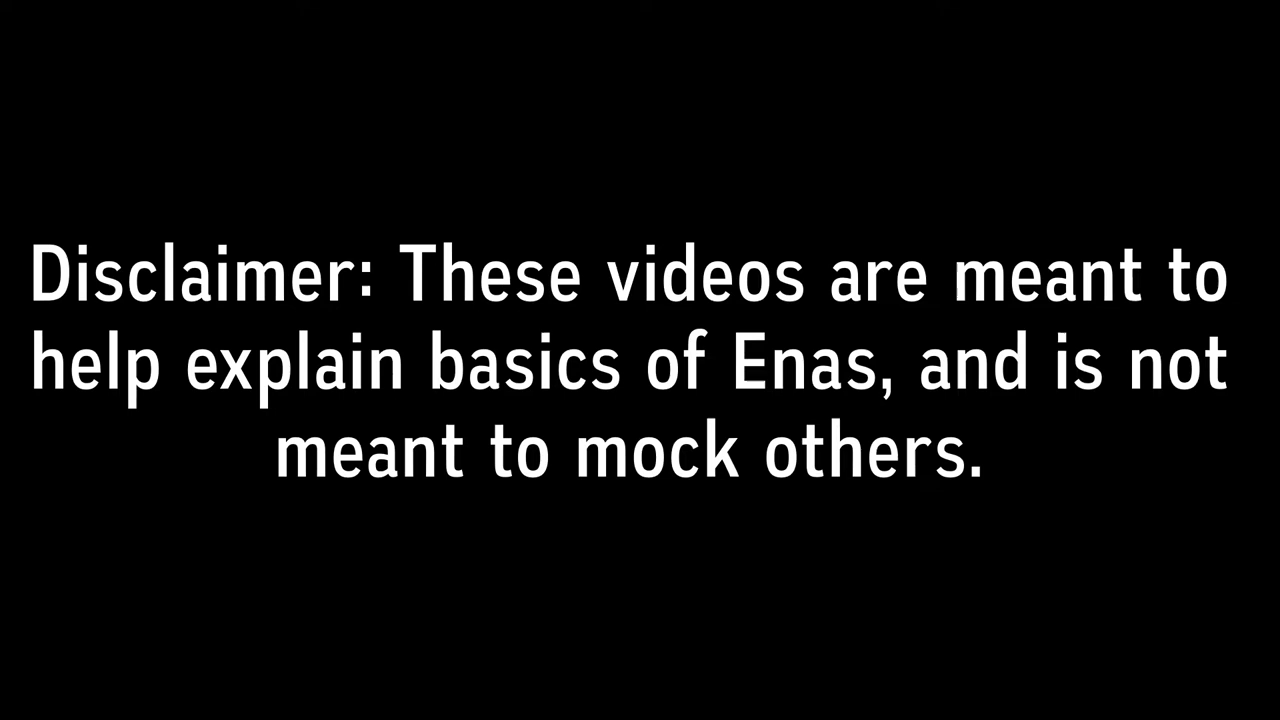 Disclaimer: These videos are meant to
help explain basics of Enas, and is not
meant to mock others.